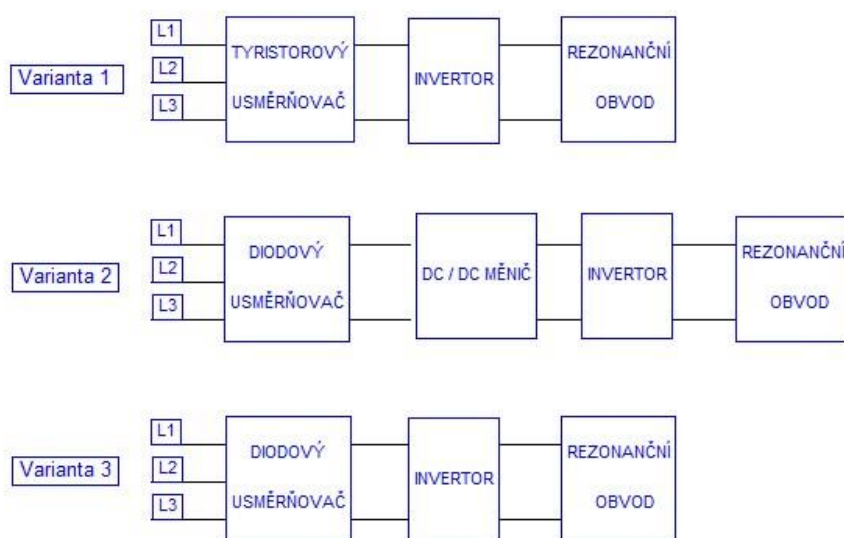 Varianta 1
L1
L2
L3
TYRISTOROVÝ
USMĚRŇOVAČ
INVERTOR
REZONANČNÍ
OBVOD
Varianta 2
L1
L2
L3
DIODOVÝ
USMĚRŇOVAČ
DC / DC MĚNIČ
INVERTOR
REZONANČNÍ
OBVOD
Varianta 3
L1
L2
L3
DIODOVÝ
USMĚRŇOVAČ
INVERTOR
REZONANČNÍ
OBVOD